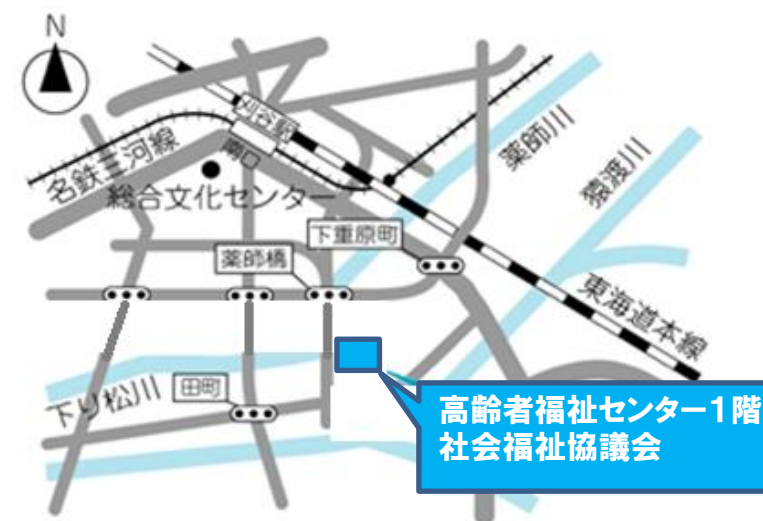 N
刈谷駅
名鉄三河線
南口
総合文化センター
薬師川
猿渡川
下重原町
薬師橋
東海道本線
下り松川
田町
高齢者福祉センター1階
社会福祉協議会